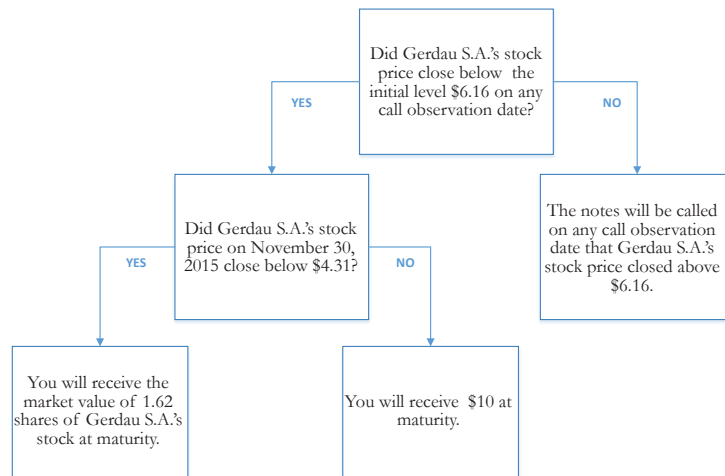 Did Gerdau S.A.'s stock
price close below the
initial level $6.16 on any
call observation date?
YES
NO
Did Gerdau S.A.'s stock
price on November 30,
2015 close below $4.31?
The notes will be called
on any call observation
date that Gerdau S.A.'s
stock price closed above
$6.16.
YES
NO
You will receive the
market value of 1.62
shares of Gerdau S.A.'s
stock at maturity.
You will receive $10 at
maturity.